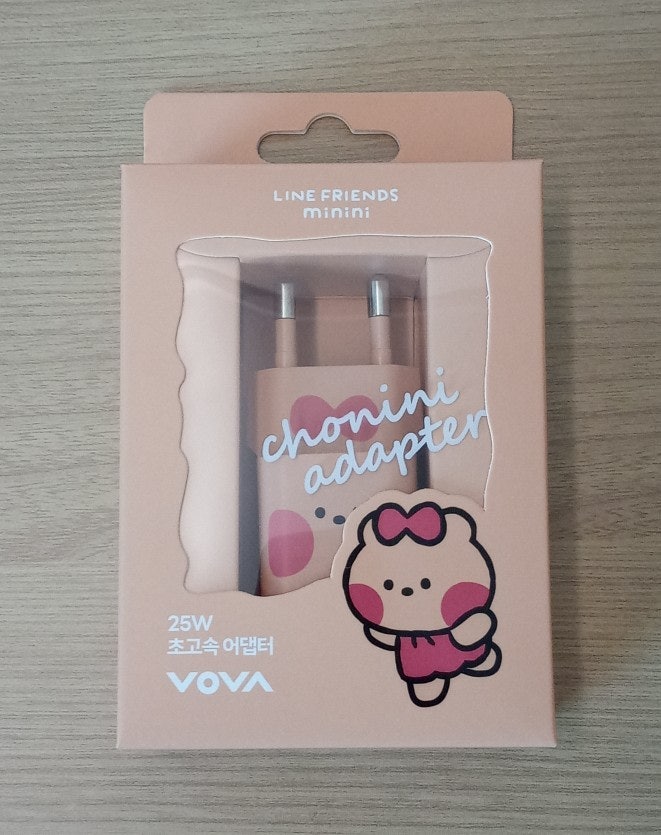 LINE FRIENDS
minini
chonini
adapter
25W
초고속 어댑터
VOVA